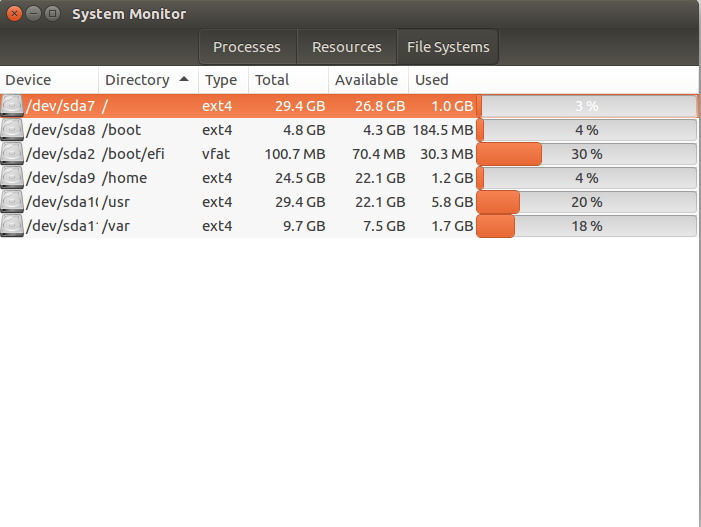 System Monitor
Processes Resources File Systems
Device Directory Type Total Available Used
/dev/sda7 / ext4 29.4 GB 26.8 GB 1.0 GB 3 %
/dev/sda8 /boot ext4 4.8 GB 4.3 GB 184.5 MB 4 %
/dev/sda2 /boot/efi vfat 100.7 MB 70.4 MB 30.3 MB 30 %
/dev/sda9 /home ext4 24.5 GB 22.1 GB 1.2 GB 4 %
/dev/sda10 /usr ext4 29.4 GB 22.1 GB 5.8 GB 20 %
/dev/sda1 /var ext4 9.7 GB 7.5 GB 1.7 GB 18 %